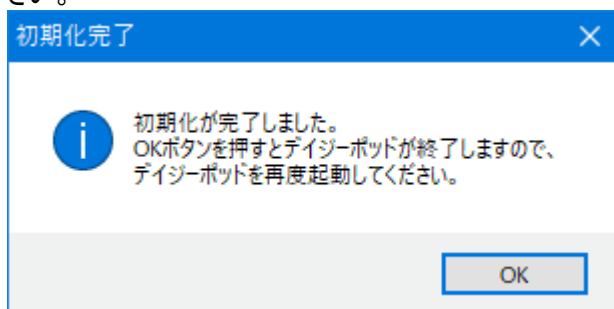 さい。
初期化完了
初期化が完了しました。
OKボタンを押すとデイジーポッドが終了しますので、
デイジーポッドを再度起動してください。
OK